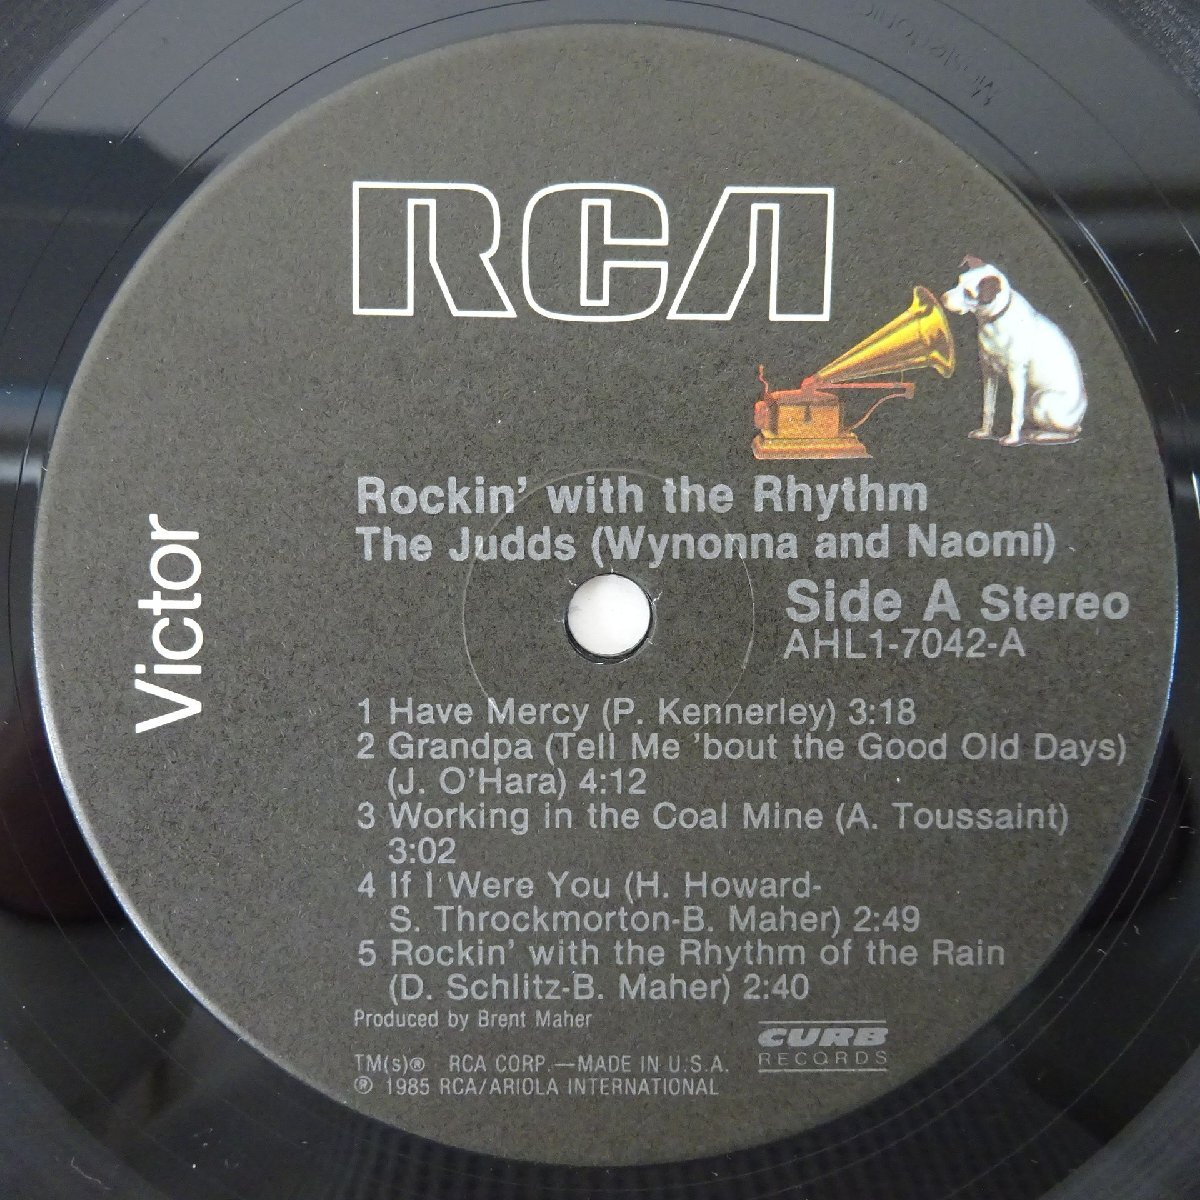 RCA
Victor
Rockin' with the Rhythm
The Judds (Wynonna and Naomi)
Side A Stereo
AHL1-7042-A
1 Have Mercy (P. Kennerley) 3:18
2 Grandpa (Tell Me 'bout the Good Old Days)
(J. O'Hara) 4:12
3 Working in the Coal Mine (A. Toussaint)
3:02
4 If I Were You (H. Howard-
S. Throckmorton-B. Maher) 2:49
5 Rockin' with the Rhythm of the Rain
(D. Schlitz-B. Maher) 2:40
Produced by Brent Maher
CURB
RECORDS
TM(s)® RCA CORP.—MADE IN U.S.A.
℗ 1985 RCA/ARIOLA INTERNATIONAL